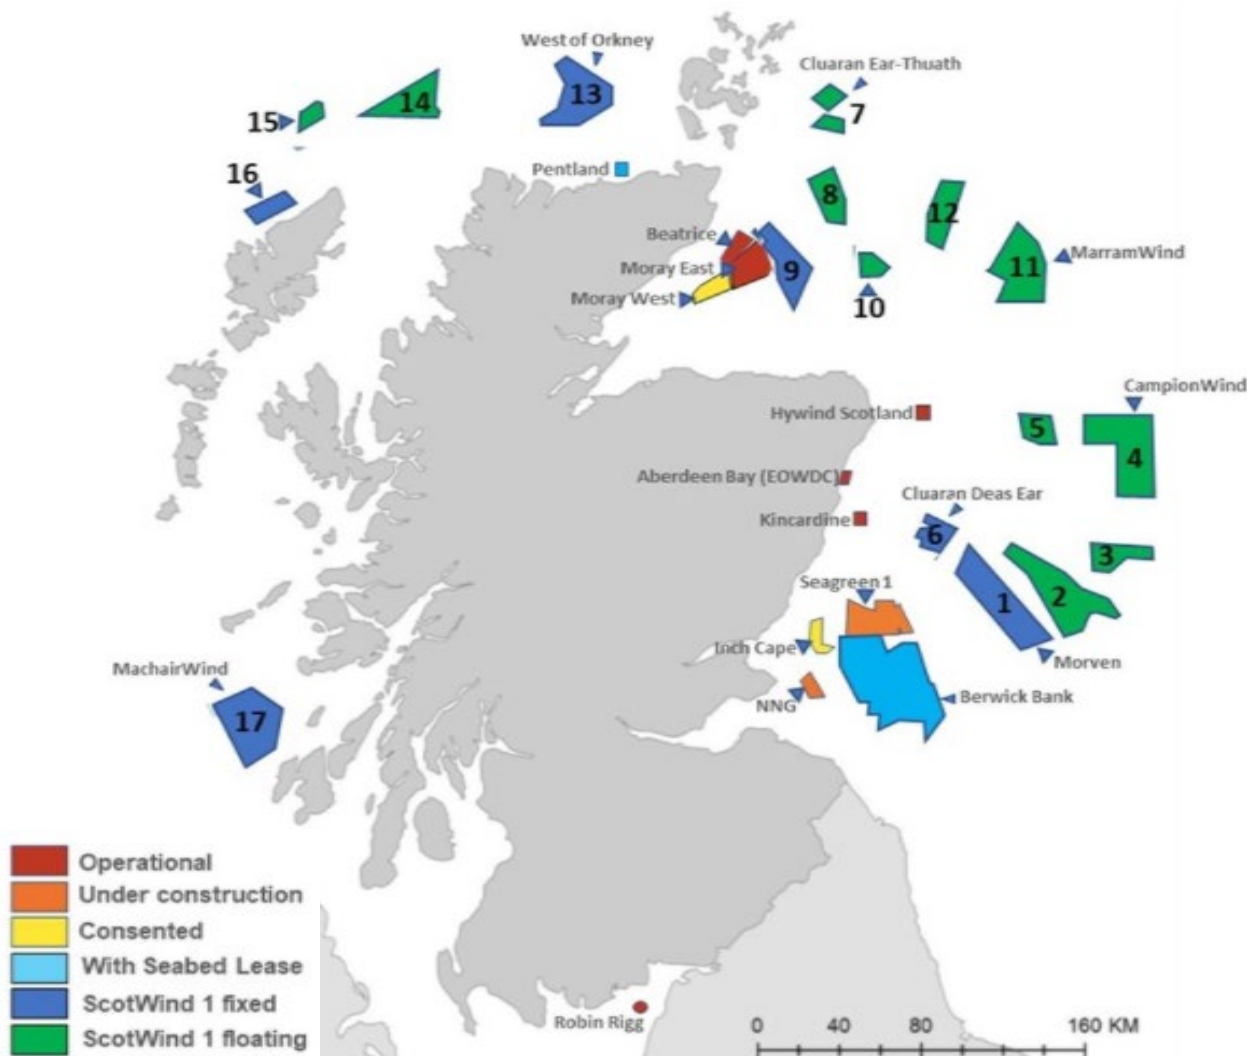 West of Orkney
Cluaran Ear-Thuath
13
14
15
7
16
Pentland
8
12
Beatrice
MarramWind
Moray East
9
11
Moray West
10
CampionWind
Hywind Scotland
5
4
Aberdeen Bay (EOWDC)
Cluaran Deas Ear
Kincardine
6
3
Seagreen 1
1
2
Inch Cape
Morven
MachairWind
Berwick Bank
NNG
17
Operational
Under construction
Consented
With Seabed Lease
ScotWind 1 fixed
ScotWind 1 floating
Robin Rigg
0 40 80 160 KM